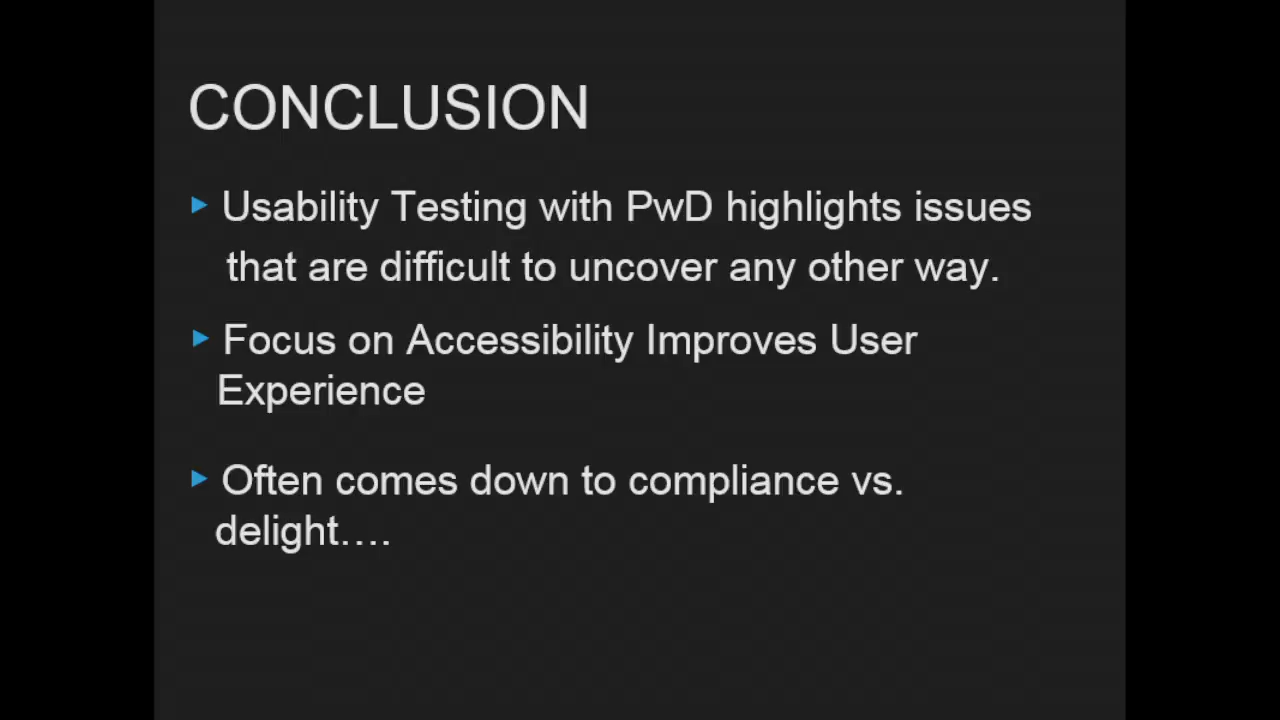 CONCLUSION
Usability Testing with PwD highlights issues
that are difficult to uncover any other way.
Focus on Accessibility Improves User
Experience
Often comes down to compliance vs.
delight….